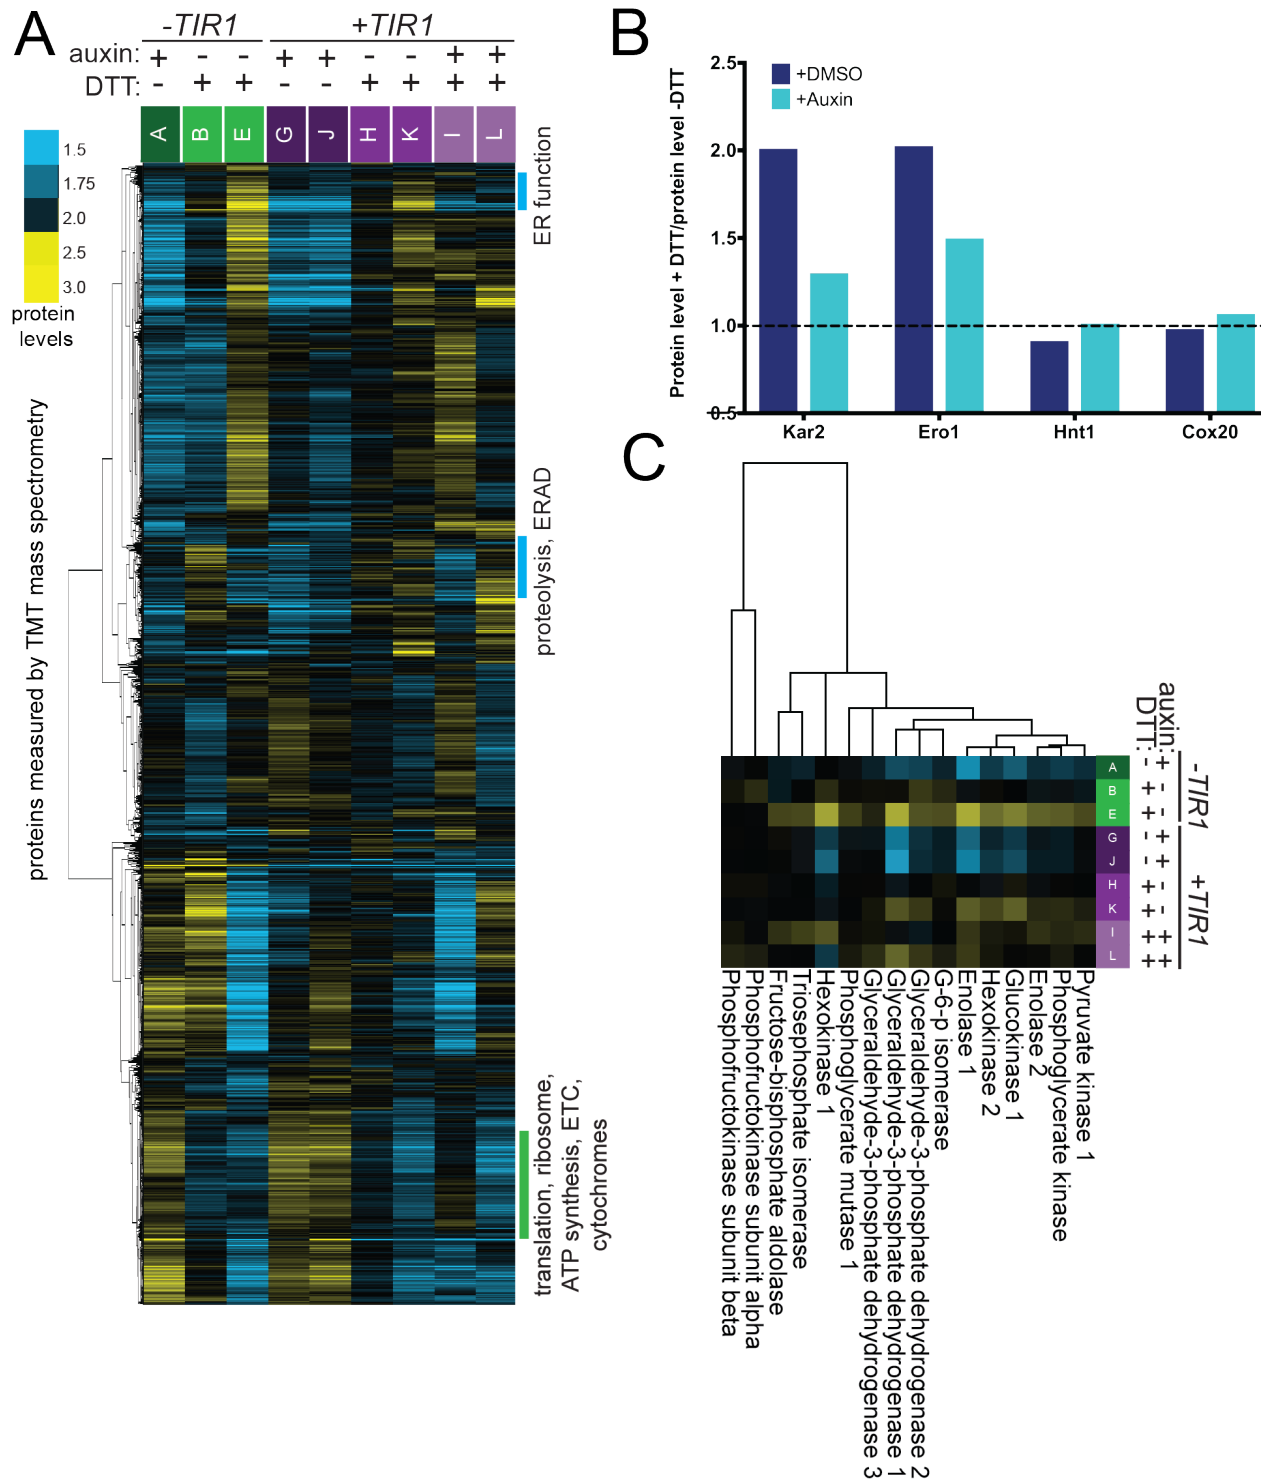 A
-TIR1 +TIR1
auxin: + - - + + - - + +
DTT: - + + - - + + + +
A B E G J H K I L
1.5
1.75
2.0
2.5
3.0
protein
levels
proteins measured by TMT mass spectrometry
ER function
proteolysis, ERAD
translation, ribosome,
ATP synthesis, ETC,
cytochromes
B
Protein level + DTT/protein level -DTT
2.5
2.0
1.5
1.0
0.5
+DMSO
+Auxin
Kar2 Ero1 Hnt1 Cox20
C
auxin: + - - + + - - + +
DTT: - + + - - + + + +
-TIR1 +TIR1
A
B
E
G
J
H
K
I
L
Phosphofructokinase subunit beta
Phosphofructokinase subunit alpha
Fructose-bisphosphate aldolase
Triosephosphate isomerase
Hexokinase 1
Phosphoglycerate mutase 1
Glyceraldehyde-3-phosphate dehydrogenase 3
Glyceraldehyde-3-phosphate dehydrogenase 1
Glyceraldehyde-3-phosphate dehydrogenase 2
G-6-p isomerase
Enolase 1
Hexokinase 2
Glucokinase 1
Enolase 2
Phosphoglycerate kinase
Pyruvate kinase 1